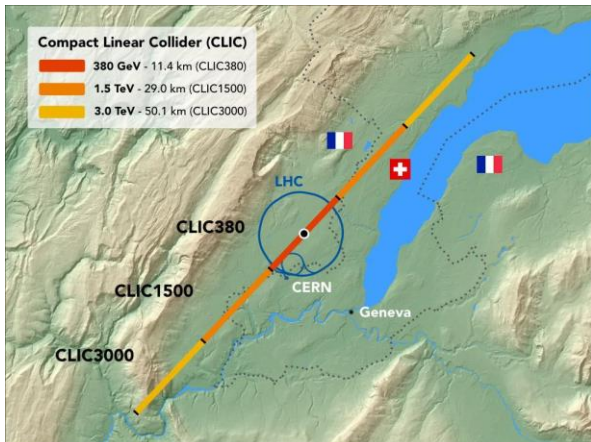 Compact Linear Collider (CLIC)
380 GeV - 11.4 km (CLIC380)
1.5 TeV - 29.0 km (CLIC1500)
3.0 TeV - 50.1 km (CLIC3000)
LHC
CLIC380
CERN
CLIC1500
Geneva
CLIC3000